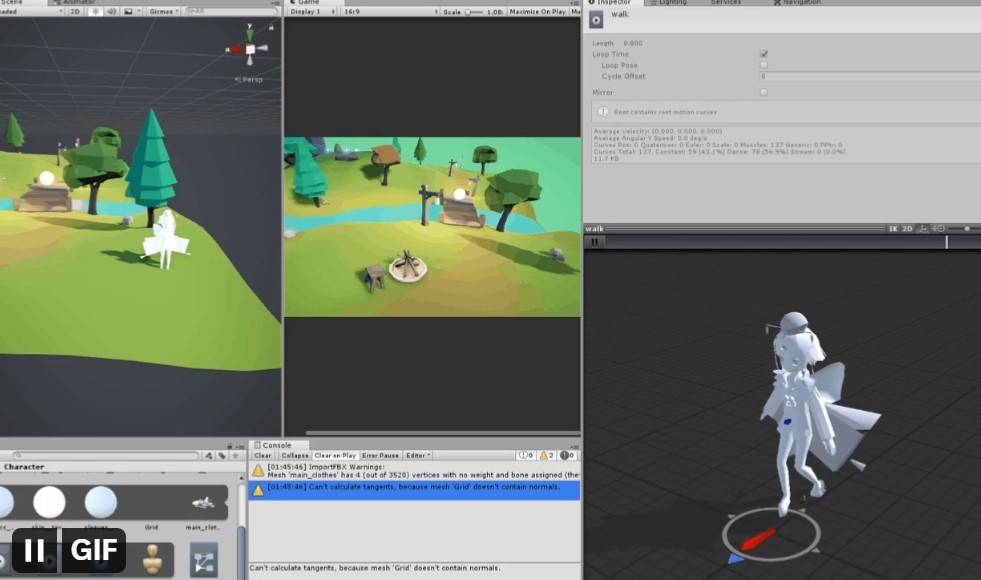 Scene
Animator
2D
Gizmos
Persp
y
Game
Display 1
16:9
Scale
Maximize On Play
Inspector
Lighting
Services
Navigation
walk
Length 0.800
Loop Time
Loop Pose
Cycle Offset 0
Mirror
Root contains root motion curves
Average Velocity: (0.000, 0.000, 0.000)
Average Angular Y Speed: 0.0 deg/s
Curves Pos: 0 Quaternion: 0 Euler: 0 Scale: 0 Muscles: 137 Generic: 0 PPtr: 0
Curves Total: 137, Constant: 59 (43.1%) Dense: 78 (56.9%) Stream: 0 (0.0%)
11.7 KB
walk
IK 2D
Character
Grid
main_clot..
GIF
Console
Clear Collapse Clear on Play Error Pause Editor
0 2 0
[01:45:46] ImportFBX Warnings:
Mesh 'main_clothes' has 4 (out of 3520) vertices with no weight and bone assigned (the
[01:45:46] Can't calculate tangents, because mesh 'Grid' doesn't contain normals.
Can't calculate tangents, because mesh 'Grid' doesn't contain normals.